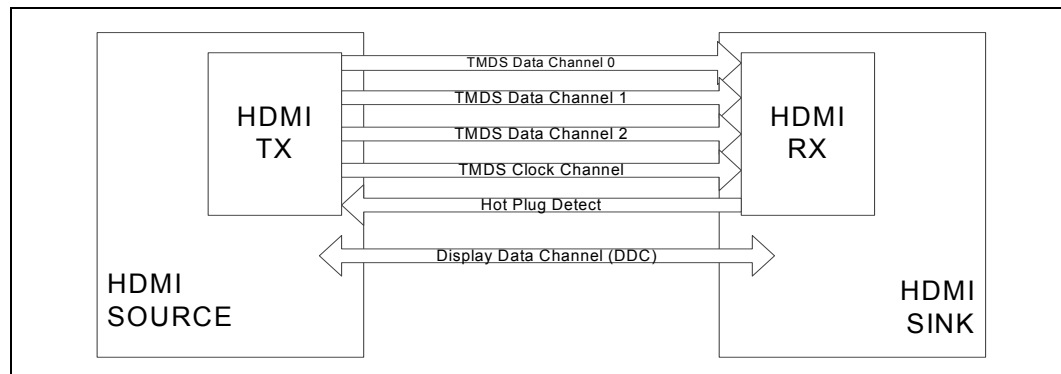 TMDS Data Channel 0
HDMI
TX
TMDS Data Channel 1
TMDS Data Channel 2
TMDS Clock Channel
Hot Plug Detect
HDMI
RX
Display Data Channel (DDC)
HDMI
SOURCE
HDMI
SINK